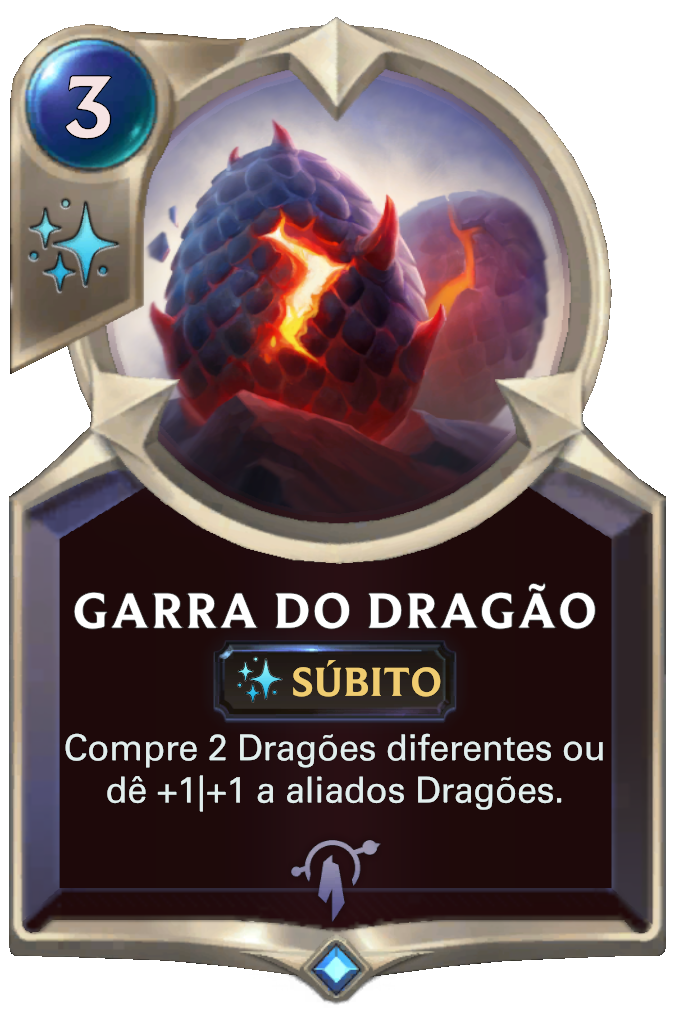 3
GARRA DO DRAGÃO
SÚBITO
Compre 2 Dragões diferentes ou
dê +1|+1 a aliados Dragões.